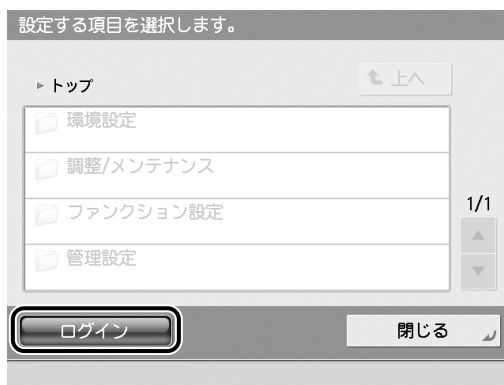 設定する項目を選択します。
トップ
上へ
環境設定
調整/メンテナンス
ファンクション設定
管理設定
1/1
ログイン
閉じる